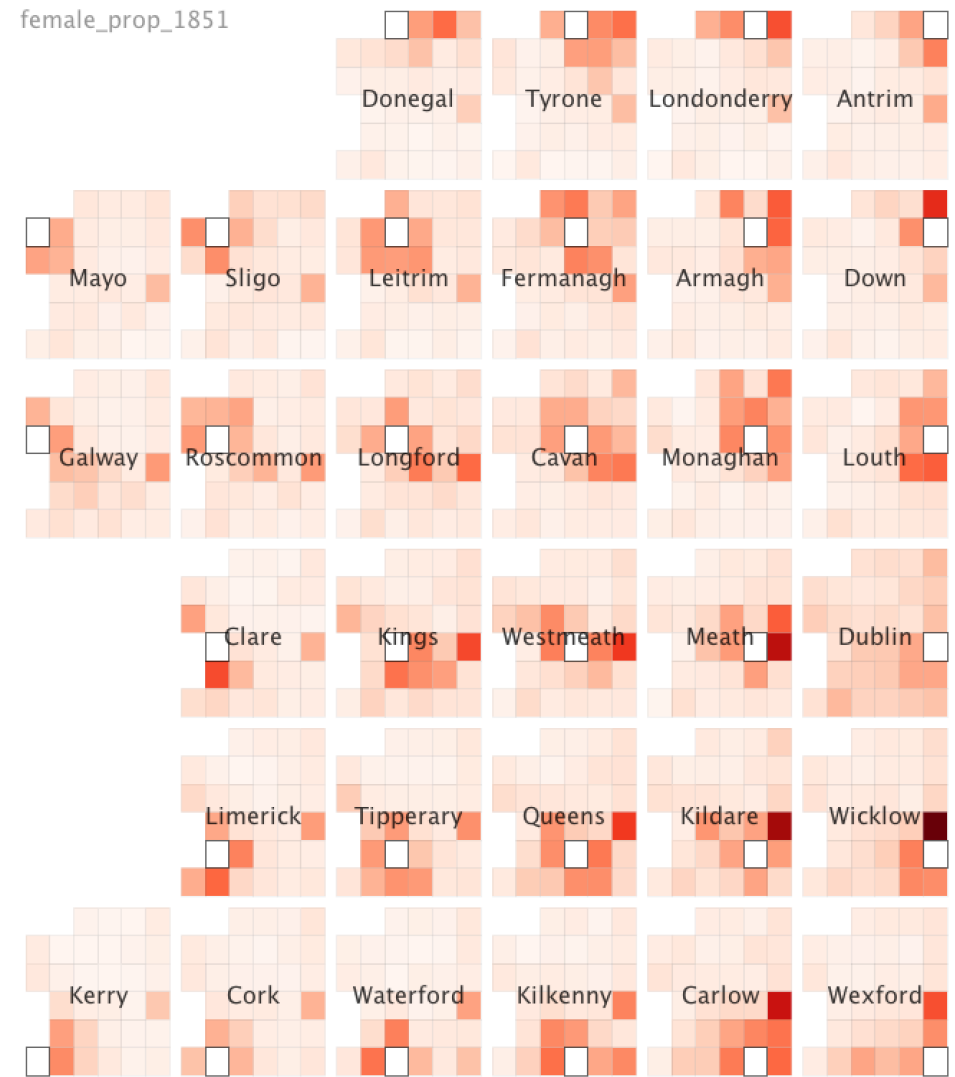 female_prop_1851
Donegal Tyrone Londonderry Antrim
Mayo Sligo Leitrim Fermanagh Armagh Down
Galway Roscommon Longford Cavan Monaghan Louth
Clare Kings Westmeath Meath Dublin
Limerick Tipperary Queens Kildare Wicklow
Kerry Cork Waterford Kilkenny Carlow Wexford